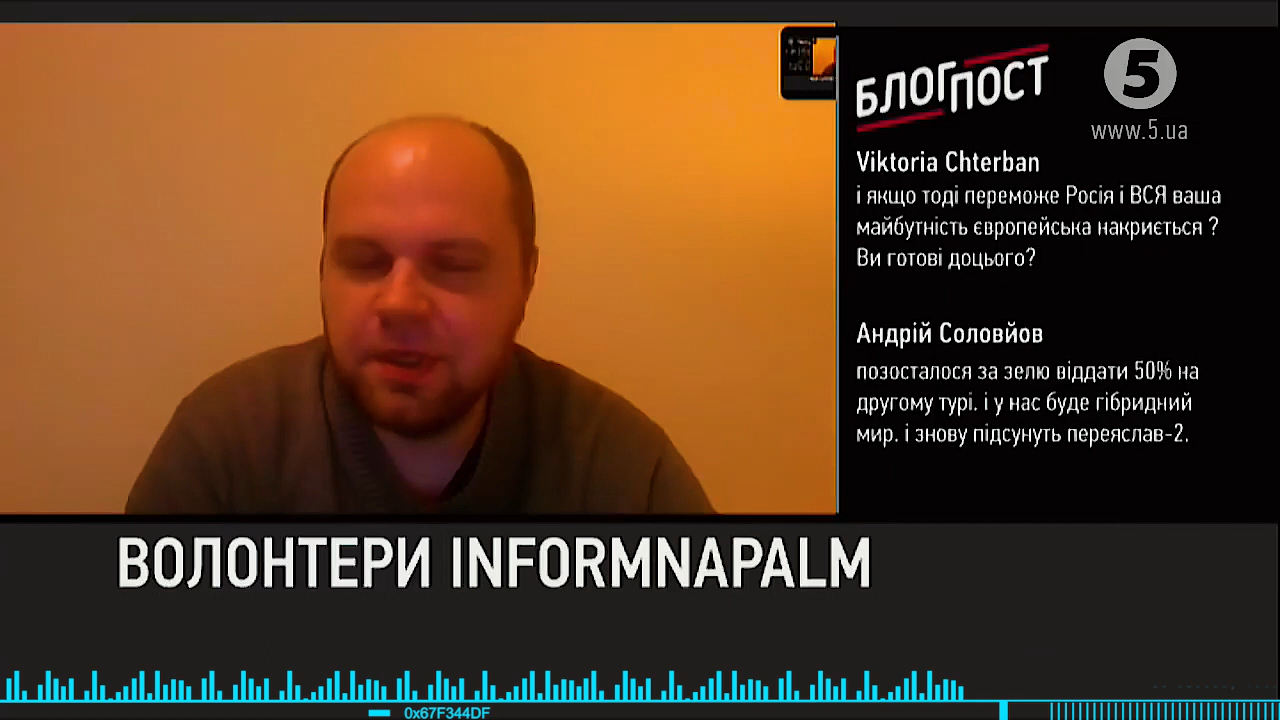 БЛОГПОСТ
5
www.5.ua
Viktoria Chterban
і якщо тоді переможе Росія і ВСЯ ваша
майбутність європейська накриється ?
Ви готові доцього?
Андрій Соловйов
позосталося за зелю віддати 50% на
другому турі. і у нас буде гібридний
мир. і знову підсунуть переяслав-2.
ВОЛОНТЕРИ INFORMNAPALM
0x67F344DF